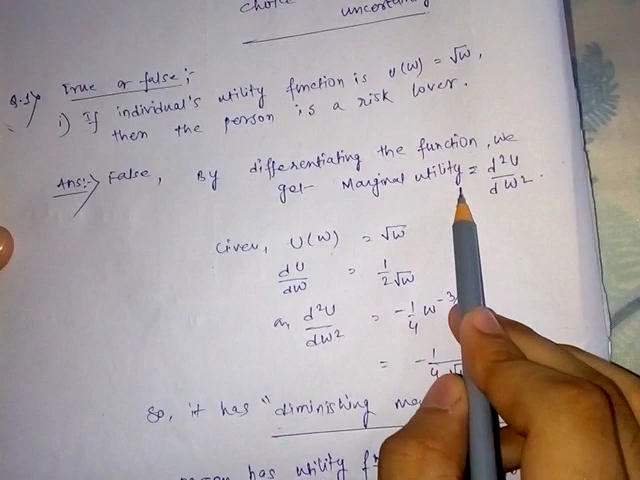 choice uncertainty
Q.1) True or false :-
i) If individual's utility function is U(W) = √W,
then the person is a risk lover.
Ans:-> False, By differentiating the function, we
get Marginal utility = d²U/dW².
Given, U(W) = √W
dU/dW = 1/2√W
a, d²U/dW² = -1/4 W^-3
= -1/4
So, it has "diminishing
has utility